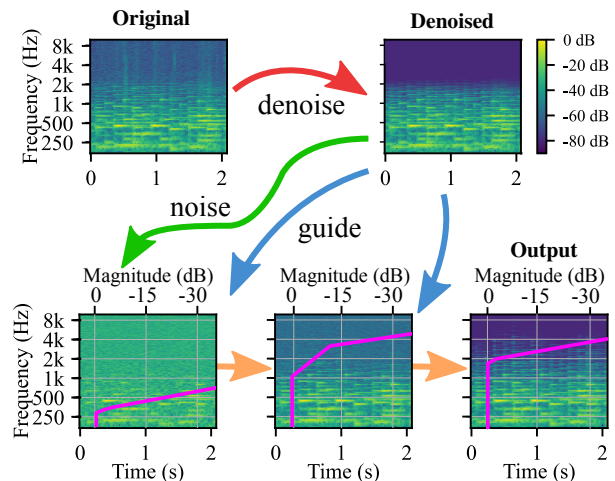 Original
Denoised
Frequency (Hz)
8k
4k
2k
1k
500
250
0 1 2
denoise
0 1 2
0 dB
-20 dB
-40 dB
-60 dB
-80 dB
noise
guide
Output
Magnitude (dB)
0 -15 -30
Magnitude (dB)
0 -15 -30
Magnitude (dB)
0 -15 -30
Frequency (Hz)
8k
4k
2k
1k
500
250
0 1 2
Time (s)
0 1 2
Time (s)
0 1 2
Time (s)